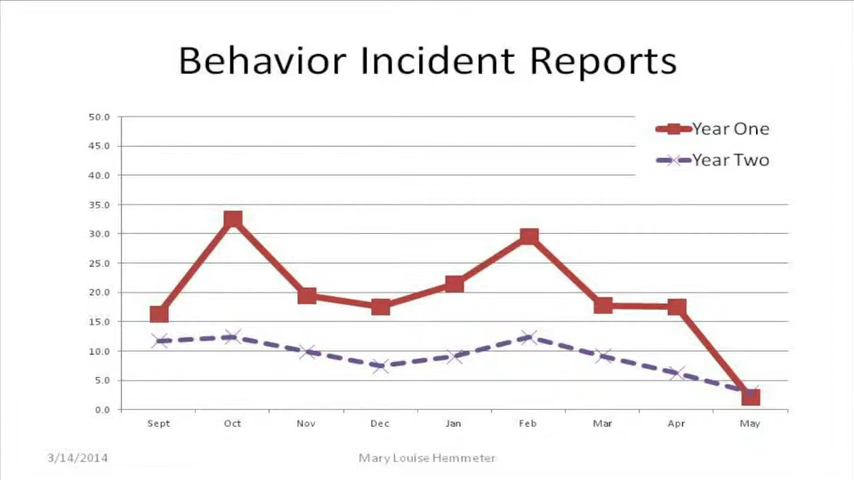 Behavior Incident Reports
50.0
45.0
40.0
35.0
30.0
25.0
20.0
15.0
10.0
5.0
0.0
Year One
Year Two
Sept Oct Nov Dec Jan Feb Mar Apr May
3/14/2014 Mary Louise Hemmeter